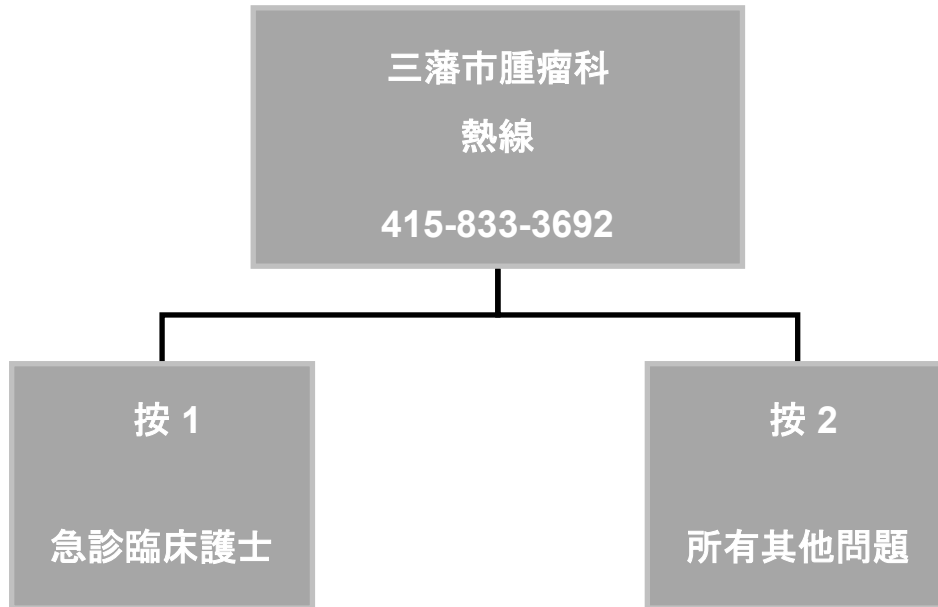 三藩市腫瘤科
熱線
415-833-3692
按 1
急診臨床護士
按 2
所有其他問題